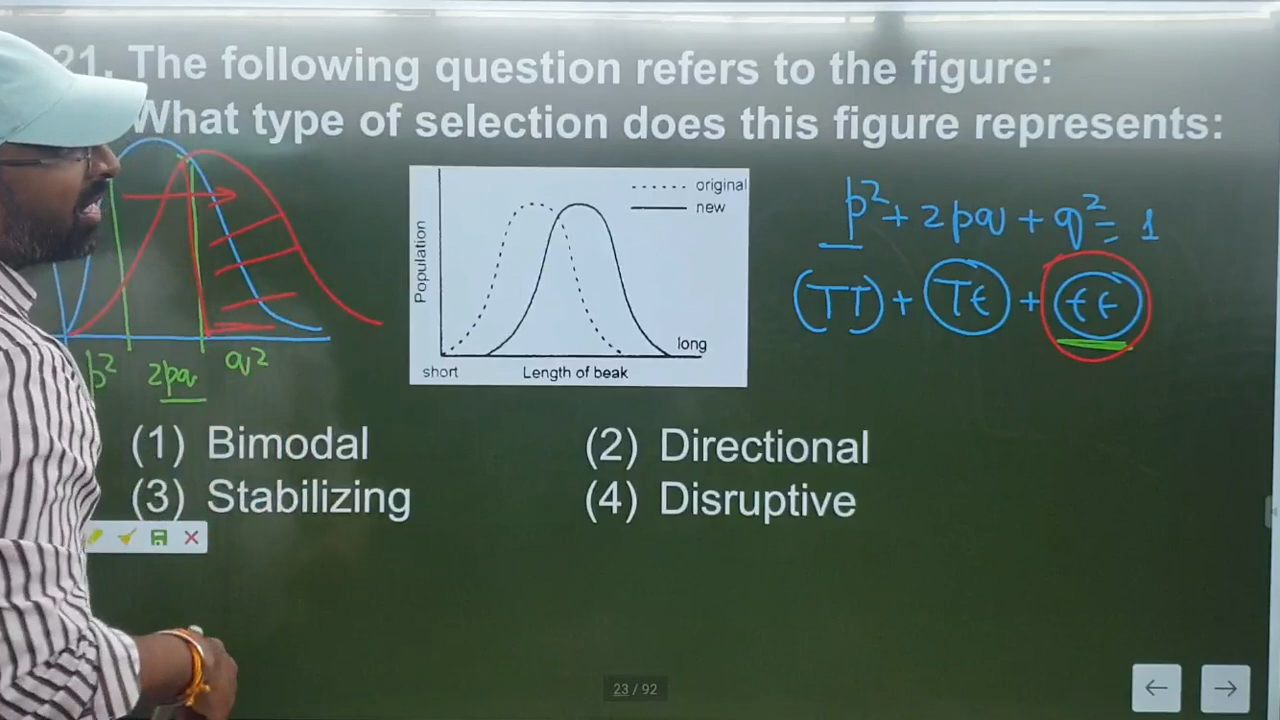 21. The following question refers to the figure:
What type of selection does this figure represents:
original
new
Population
short
long
Length of beak
p² + 2pq + q² = 1
(TT) + Tt + tt
p²
2pq
q²
(1) Bimodal
(2) Directional
(3) Stabilizing
(4) Disruptive
23 / 92